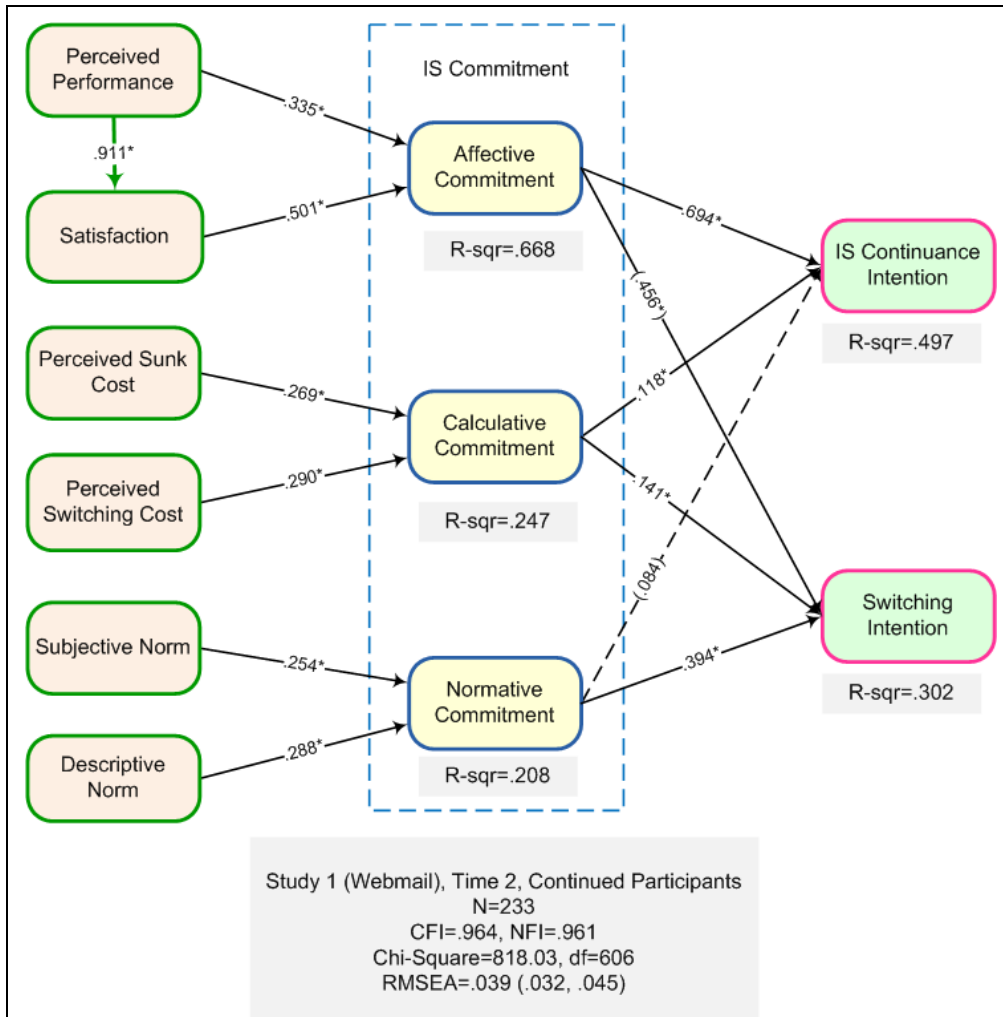 Perceived
Performance
.911*
Satisfaction
Perceived Sunk
Cost
Perceived
Switching Cost
Subjective Norm
Descriptive
Norm
.335*
.501*
.269*
.290*
.254*
.288*
IS Commitment
Affective
Commitment
R-sqr=.668
Calculative
Commitment
R-sqr=.247
Normative
Commitment
R-sqr=.208
.694*
(.456*)
.118*
.141*
(.084)
.394*
IS Continuance
Intention
R-sqr=.497
Switching
Intention
R-sqr=.302
Study 1 (Webmail), Time 2, Continued Participants
N=233
CFI=.964, NFI=.961
Chi-Square=818.03, df=606
RMSEA=.039 (.032, .045)